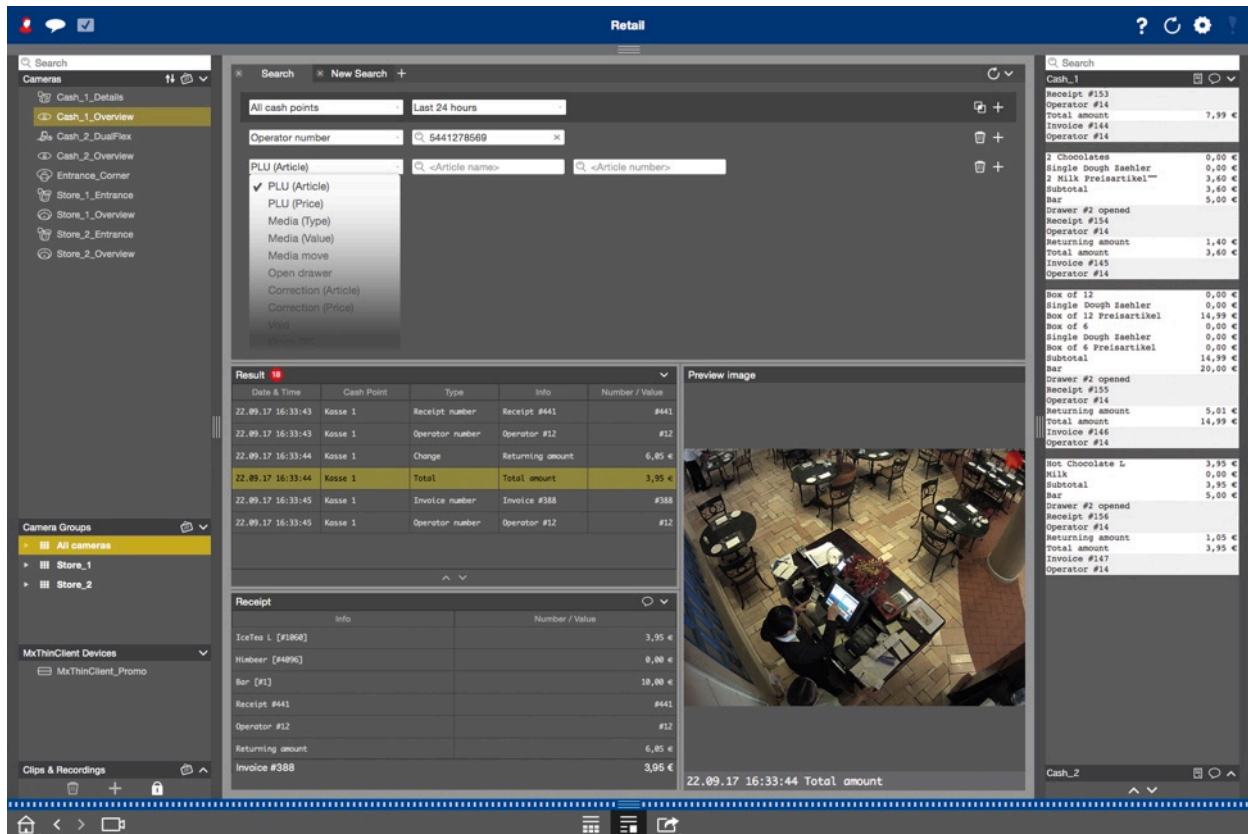 Retail
Search
Cameras
Cash_1_Details
Cash_1_Overview
Cash_2_DualFlex
Cash_2_Overview
Entrance_Corner
Store_1_Entrance
Store_1_Overview
Store_2_Entrance
Store_2_Overview
Camera Groups
All cameras
Store_1
Store_2
MxThinClient Devices
MxThinClient_Promo
Clips & Recordings
Search New Search +
All cash points Last 24 hours
Operator number 5441278569
PLU (Article) <Article name> <Article number>
PLU (Article)
PLU (Price)
Media (Type)
Media (Value)
Media move
Open drawer
Correction (Article)
Correction (Price)
Void
Result 18
Date & Time Cash Point Type Info Number / Value
22.09.17 16:33:43 Kasse 1 Receipt number Receipt #441 #441
22.09.17 16:33:43 Kasse 1 Operator number Operator #12 #12
22.09.17 16:33:44 Kasse 1 Change Returning amount 6,05 €
22.09.17 16:33:44 Kasse 1 Total Total amount 3,95 €
22.09.17 16:33:45 Kasse 1 Invoice number Invoice #388 #388
22.09.17 16:33:45 Kasse 1 Operator number Operator #12 #12
Receipt
Info Number / Value
IceTea L [#1060] 3,95 €
Himbeer [#4096] 0,00 €
Bar [#1] 10,00 €
Receipt #441 #441
Operator #12 #12
Returning amount 6,05 €
Invoice #388 3,95 €
Preview image
22.09.17 16:33:44 Total amount
Search
Cash_1
Receipt #153
Operator #14
Total amount 7,99 €
Invoice #144
Operator #14
2 Chocolates 0,00 €
Single Dough Zaehler 0,00 €
2 Milk Preisartikel 3,60 €
Subtotal 3,60 €
Bar 5,00 €
Drawer #2 opened
Receipt #154
Operator #14
Returning amount 1,40 €
Total amount 3,60 €
Invoice #145
Operator #14
Box of 12 0,00 €
Single Dough Zaehler 0,00 €
Box of 12 Preisartikel 14,99 €
Box of 6 0,00 €
Single Dough Zaehler 0,00 €
Box of 6 Preisartikel 0,00 €
Subtotal 14,99 €
Bar 20,00 €
Drawer #2 opened
Receipt #155
Operator #14
Returning amount 5,01 €
Total amount 14,99 €
Invoice #146
Operator #14
Hot Chocolate L 3,95 €
Milk 0,00 €
Subtotal 3,95 €
Bar 5,00 €
Drawer #2 opened
Receipt #156
Operator #14
Returning amount 1,05 €
Total amount 3,95 €
Invoice #147
Operator #14
Cash_2